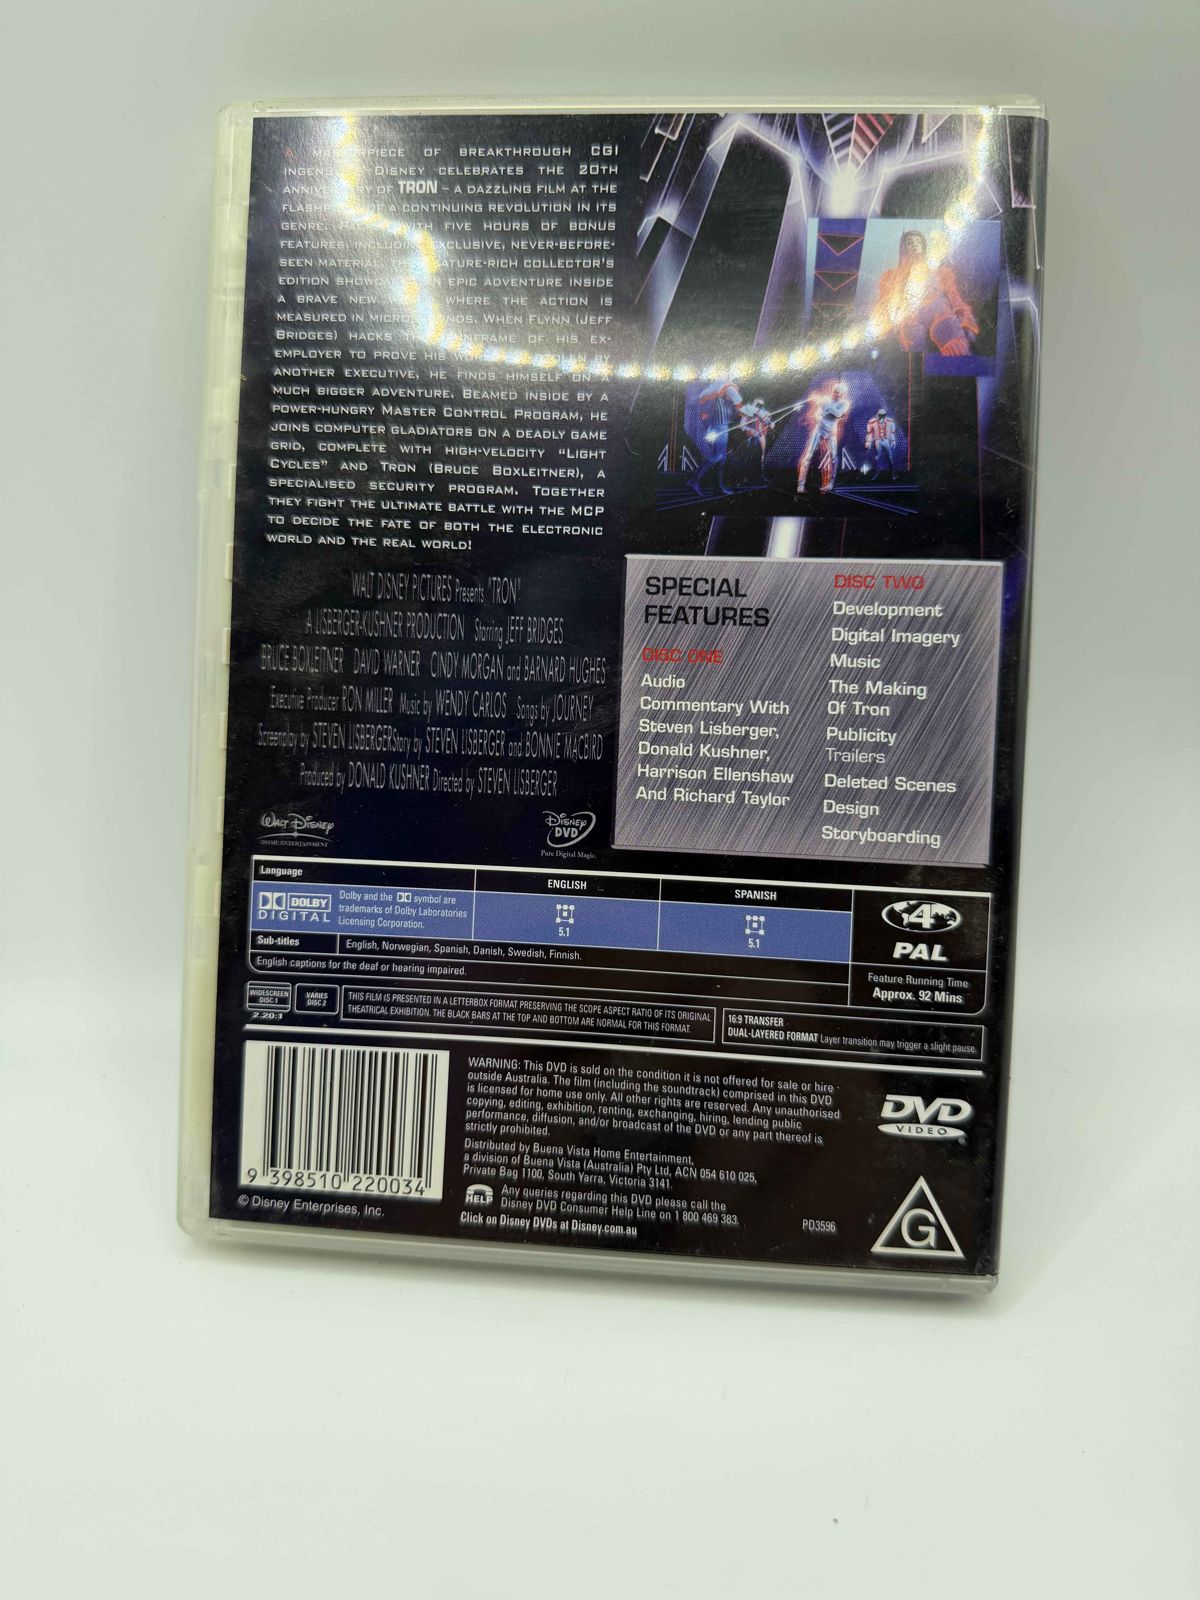 A MASTERPIECE OF BREAKTHROUGH CGI
DISNEY CELEBRATES THE 20TH
ANNIVERSARY OF TRON – A DAZZLING FILM AT THE
OF A CONTINUING REVOLUTION IN ITS
GENRE. WITH FIVE HOURS OF BONUS
FEATURES, INCLUDING EXCLUSIVE, NEVER-BEFORE-
SEEN MATERIAL, FEATURE-RICH COLLECTOR'S
EDITION AN EPIC ADVENTURE INSIDE
A BRAVE NEW WHERE THE ACTION IS
MEASURED IN MICROSECONDS. WHEN FLYNN (JEFF
BRIDGES) HACKS THE MAINFRAME OF HIS EX-
EMPLOYER TO PROVE HIS STOLEN BY
ANOTHER EXECUTIVE, HE FINDS HIMSELF ON A
MUCH BIGGER ADVENTURE. BEAMED INSIDE BY A
POWER-HUNGRY MASTER CONTROL PROGRAM, HE
JOINS COMPUTER GLADIATORS ON A DEADLY GAME
GRID, COMPLETE WITH HIGH-VELOCITY "LIGHT
CYCLES" AND TRON (BRUCE BOXLEITNER), A
SPECIALISED SECURITY PROGRAM. TOGETHER
THEY FIGHT THE ULTIMATE BATTLE WITH THE MCP
TO DECIDE THE FATE OF BOTH THE ELECTRONIC
WORLD AND THE REAL WORLD!
WALT DISNEY PICTURES Presents "TRON"
A LISBERGER-KUSHNER PRODUCTION Starring JEFF BRIDGES
BRUCE BOXLEITNER DAVID WARNER CINDY MORGAN and BARNARD HUGHES
Executive Producer RON MILLER Music by WENDY CARLOS Songs by JOURNEY
Screenplay by STEVEN LISBERGERStory by STEVEN LISBERGER and BONNIE MACBIRD
Produced by DONALD KUSHNER Directed by STEVEN LISBERGER
WALT DISNEY
HOME ENTERTAINMENT
DISNEY
DVD
Pure Digital Magic.
SPECIAL
FEATURES
DISC ONE
Audio
Commentary With
Steven Lisberger,
Donald Kushner,
Harrison Ellenshaw
And Richard Taylor
DISC TWO
Development
Digital Imagery
Music
The Making
Of Tron
Publicity
Trailers
Deleted Scenes
Design
Storyboarding
Language
ENGLISH
SPANISH
DOLBY
DIGITAL
Dolby and the DD symbol are
trademarks of Dolby Laboratories
Licensing Corporation.
5.1
5.1
4
PAL
Sub-titles
English, Norwegian, Spanish, Danish, Swedish, Finnish.
English captions for the deaf or hearing impaired.
Feature Running Time
Approx. 92 Mins
WIDESCREEN
DISC 1
2.20:1
VARIES
DISC 2
THIS FILM IS PRESENTED IN A LETTERBOX FORMAT PRESERVING THE SCOPE ASPECT RATIO OF ITS ORIGINAL
THEATRICAL EXHIBITION. THE BLACK BARS AT THE TOP AND BOTTOM ARE NORMAL FOR THIS FORMAT.
16:9 TRANSFER
DUAL-LAYERED FORMAT Layer transition may trigger a slight pause.
9 398510 220034
© Disney Enterprises, Inc.
WARNING: This DVD is sold on the condition it is not offered for sale or hire
outside Australia. The film (including the soundtrack) comprised in this DVD
is licensed for home use only. All other rights are reserved. Any unauthorised
copying, editing, exhibition, renting, exchanging, hiring, lending public
performance, diffusion, and/or broadcast of the DVD or any part thereof is
strictly prohibited.
Distributed by Buena Vista Home Entertainment,
a division of Buena Vista (Australia) Pty Ltd, ACN 054 610 025,
Private Bag 1100, South Yarra, Victoria 3141.
HELP
Any queries regarding this DVD please call the
Disney DVD Consumer Help Line on 1 800 469 383.
Click on Disney DVDs at Disney.com.au
PD3596
DVD
VIDEO
G